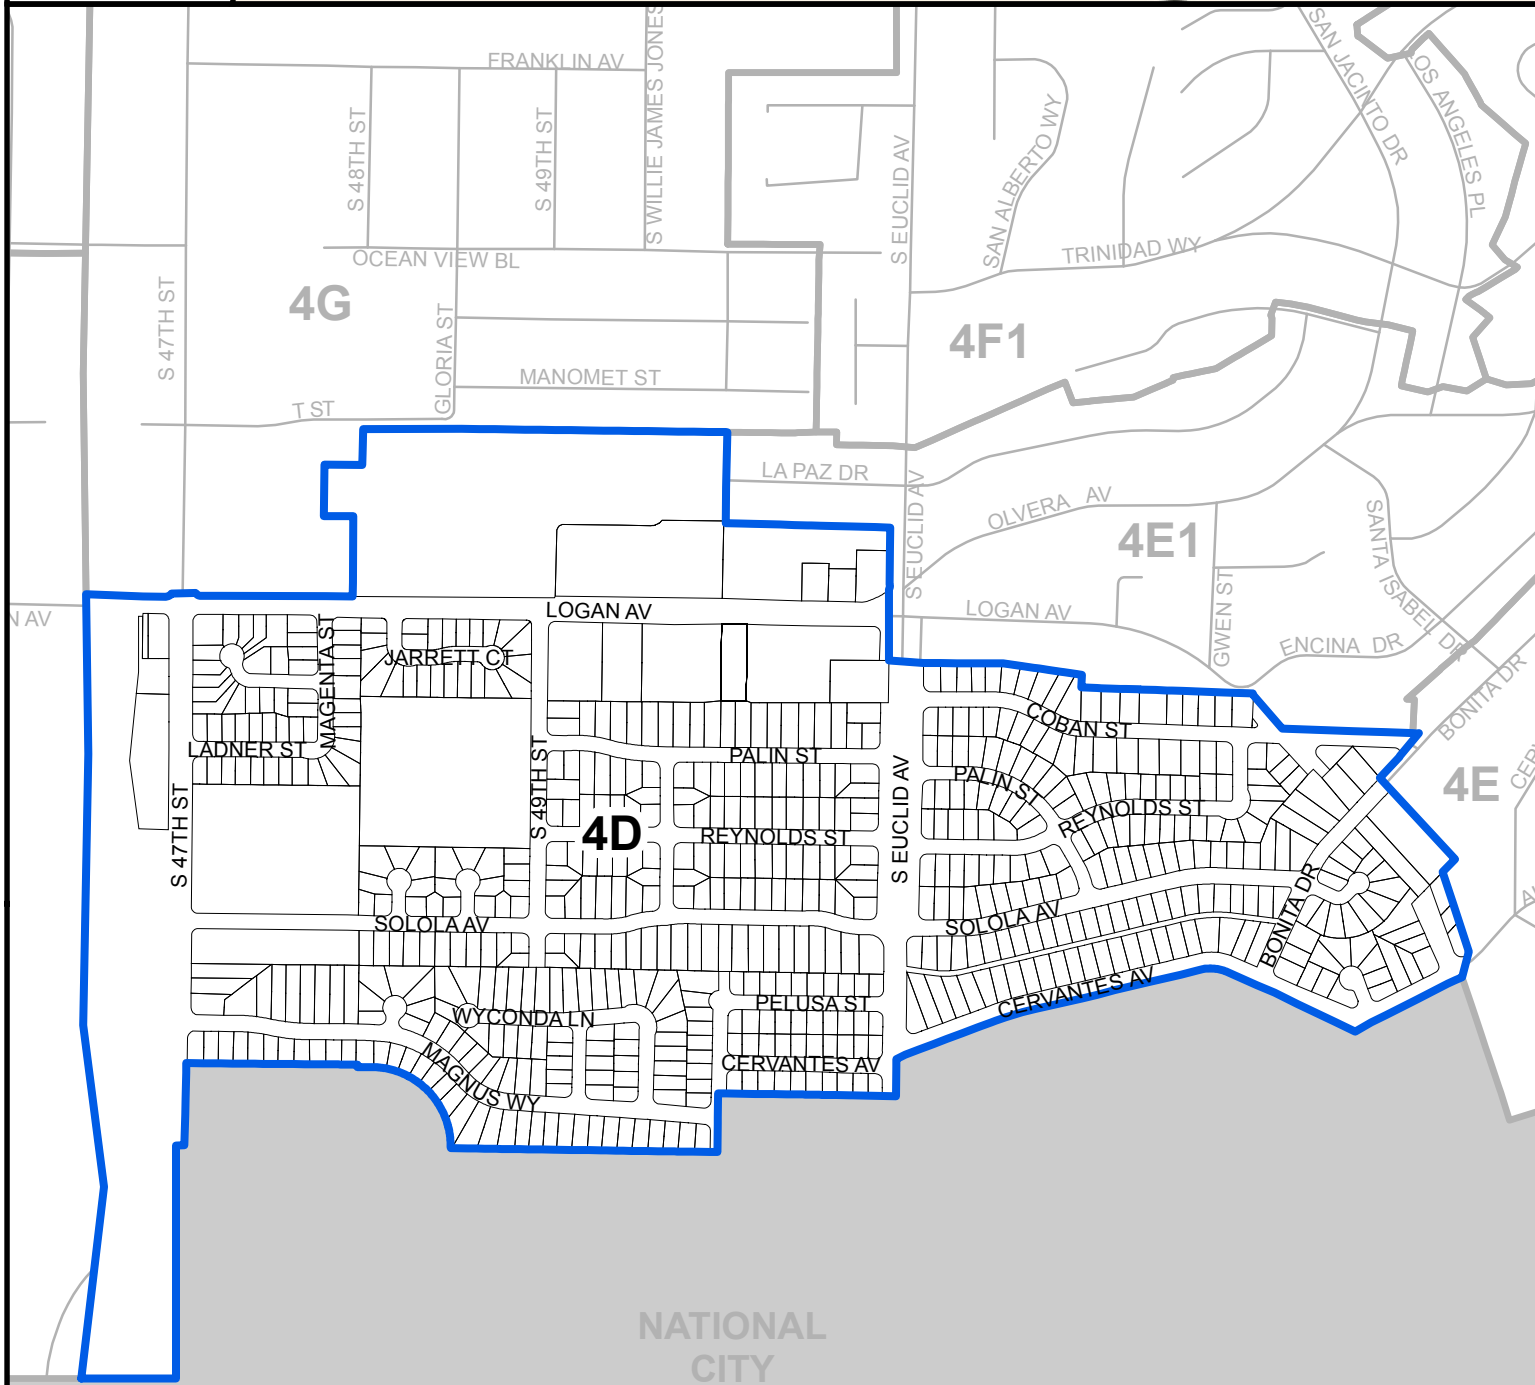 FRANKLIN AV
S WILLIE JAMES JONES
SAN JACINTO DR
LOS ANGELES PL
S 48TH ST
S 49TH ST
S EUCLID AV
SAN ALBERTO WY
TRINIDAD WY
OCEAN VIEW BL
4G
S 47TH ST
GLORIA ST
4F1
MANOMET ST
T ST
LA PAZ DR
S EUCLID AV
OLVERA AV
4E1
SANTA ISABEL DR
N AV
LOGAN AV
LOGAN AV
GWEN ST
ENCINA DR
MAGENTA ST
JARRETT CT
BONITA DR
COBAN ST
LADNER ST
PALIN ST
PALIN ST
4E
CERV
S 47TH ST
S 49TH ST
4D
REYNOLDS ST
S EUCLID AV
REYNOLDS ST
SOLOLA AV
SOLOLA AV
BONITA DR
AV
CERVANTES AV
PELUSA ST
WYCONDA LN
MAGNUS WY
CERVANTES AV
NATIONAL
CITY